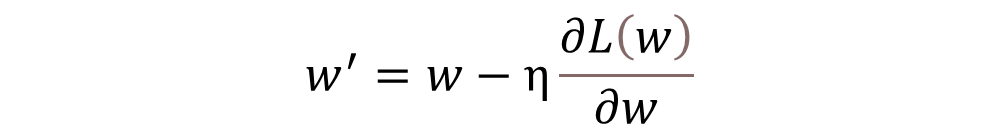 w′ = w − η ∂L(w)/∂w